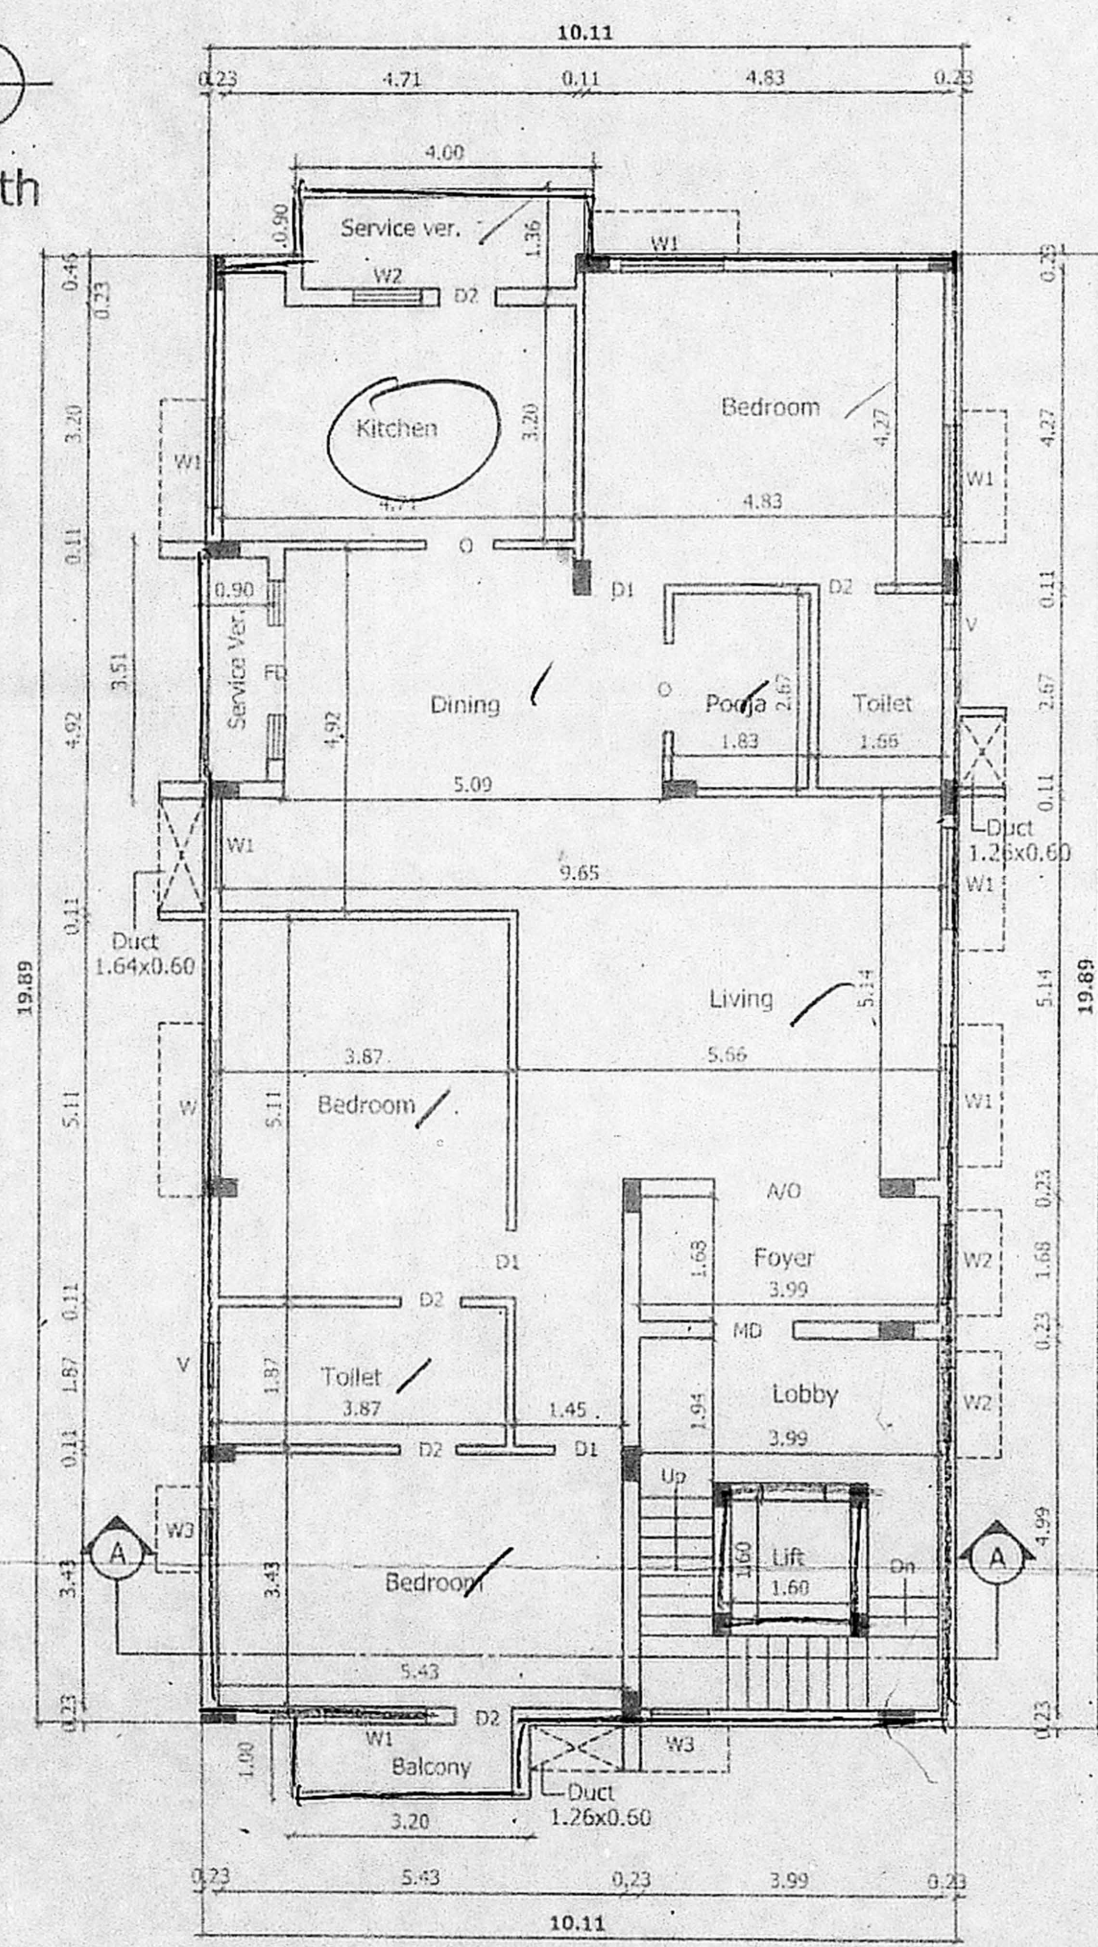 10.11
0.23 4.71 0.11 4.83 0.23
th
4.00
0.90
Service ver.
1.36
W1
W2
D2
0.46
0.23
0.23
Kitchen
3.20
3.20
Bedroom
4.27
4.27
W1
W1
4.71
4.83
0.11
O
0.90
D1
D2
0.11
V
Service Ver.
FD
3.51
4.92
4.92
Dining
O
Pooja
2.67
Toilet
2.67
1.83
1.66
5.09
0.11
W1
Duct
1.26x0.60
9.65
W1
0.11
Duct
1.64x0.60
19.89
Living
5.14
5.14
19.89
3.87
5.66
W
5.11
5.11
Bedroom
W1
A/O
0.23
D1
1.68
Foyer
W2
1.68
3.99
0.11
D2
MD
0.23
V
1.87
1.87
Toilet
3.87
1.45
1.94
Lobby
W2
3.99
0.11
D2
D1
Up
W3
A
Lift
1.60
1.60
Dn
A
4.99
3.43
3.43
Bedroom
5.43
0.23
W1
D2
W3
0.23
1.00
Balcony
Duct
1.26x0.60
3.20
0.23 5.43 0.23 3.99 0.23
10.11